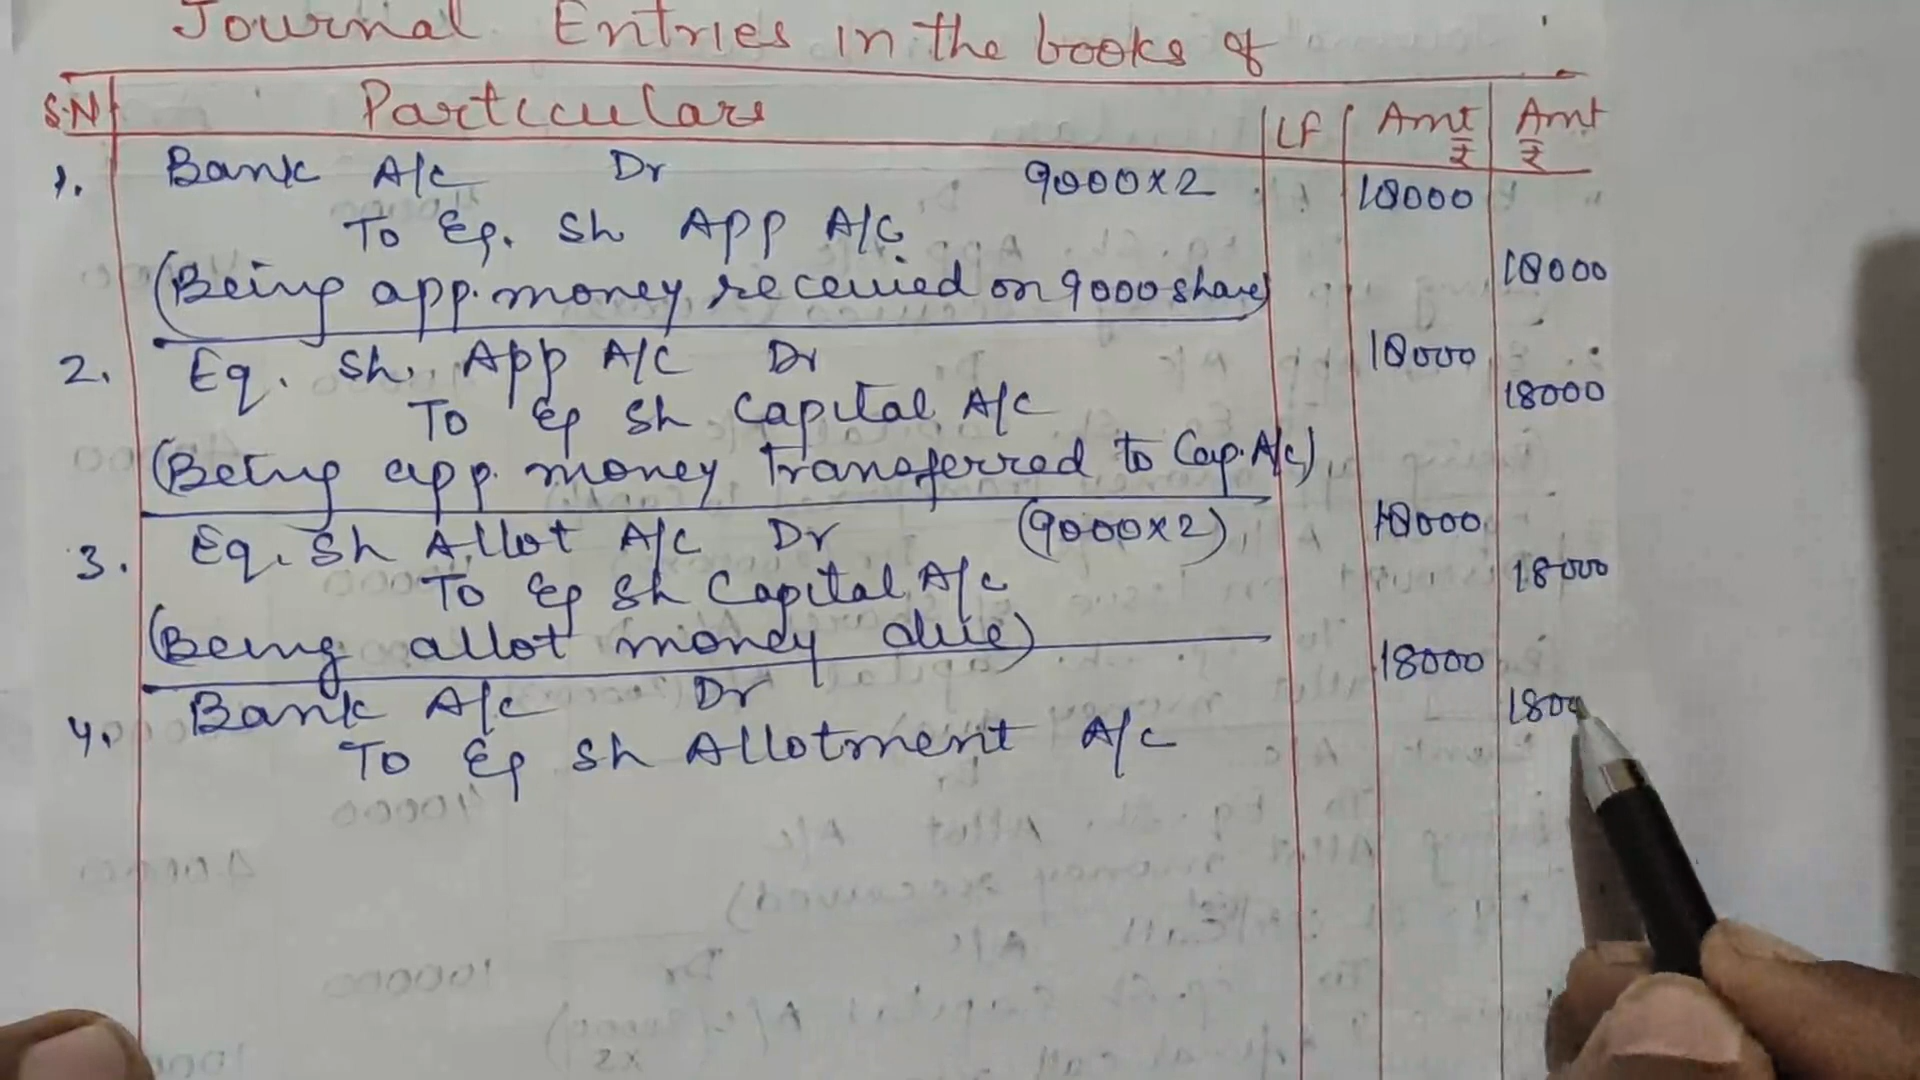 Journal Entries in the books of
S.N Particulars LF Amt ₹ Amt ₹
1. Bank A/c Dr 9000×2 18000
To Eq. Sh App A/c 18000
(Being app. money received on 9000 share)
2. Eq. Sh. App A/c Dr 18000
To Eq Sh Capital A/c 18000
(Being app. money Transferred to Cap. A/c)
3. Eq. Sh Allot A/c Dr (9000×2) 18000
To Eq Sh Capital A/c 18000
(Being allot money due)
4. Bank A/c Dr 18000
To Eq Sh Allotment A/c 1800